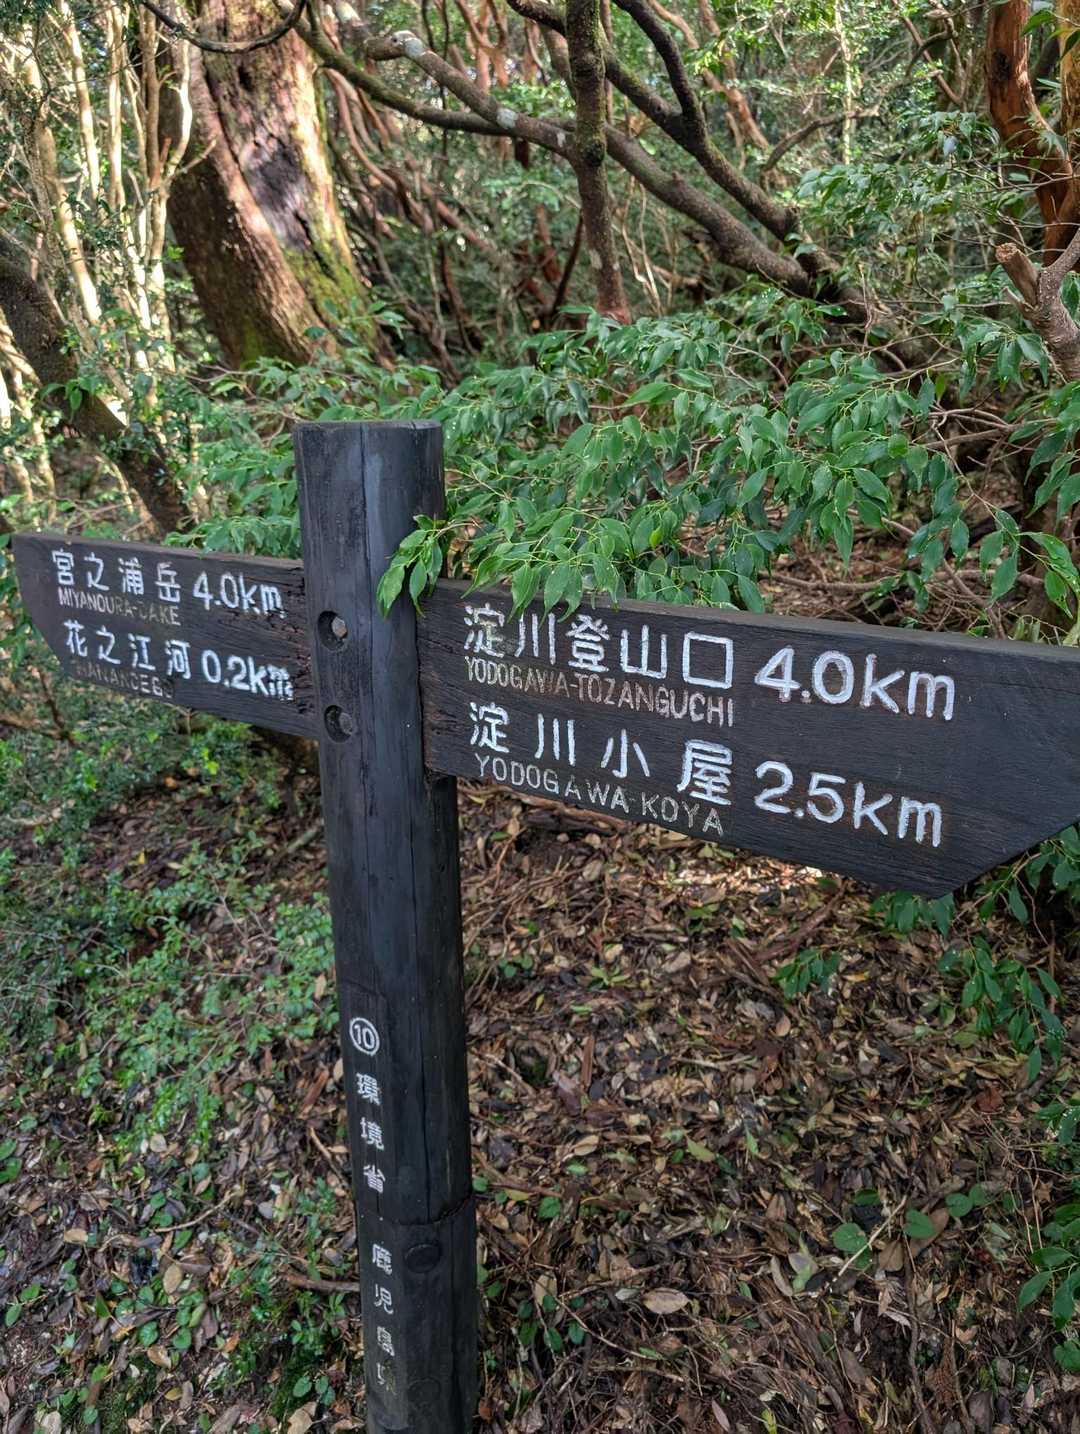 宮之浦岳 4.0km
MIYANOURA-DAKE
花之江河 0.2km
淀川登山口 4.0km
YODOGAWA-TOZANGUCHI
淀川小屋 2.5km
YODOGAWA-KOYA
⑩ 環境省 鹿児島県